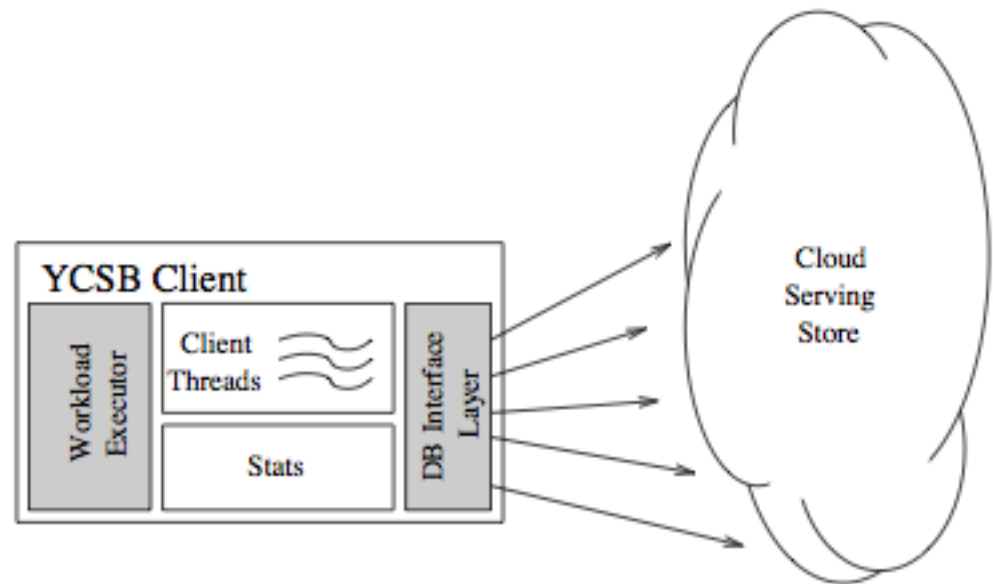 YCSB Client
Workload
Executor
Client
Threads
Stats
DB Interface
Layer
Cloud
Serving
Store